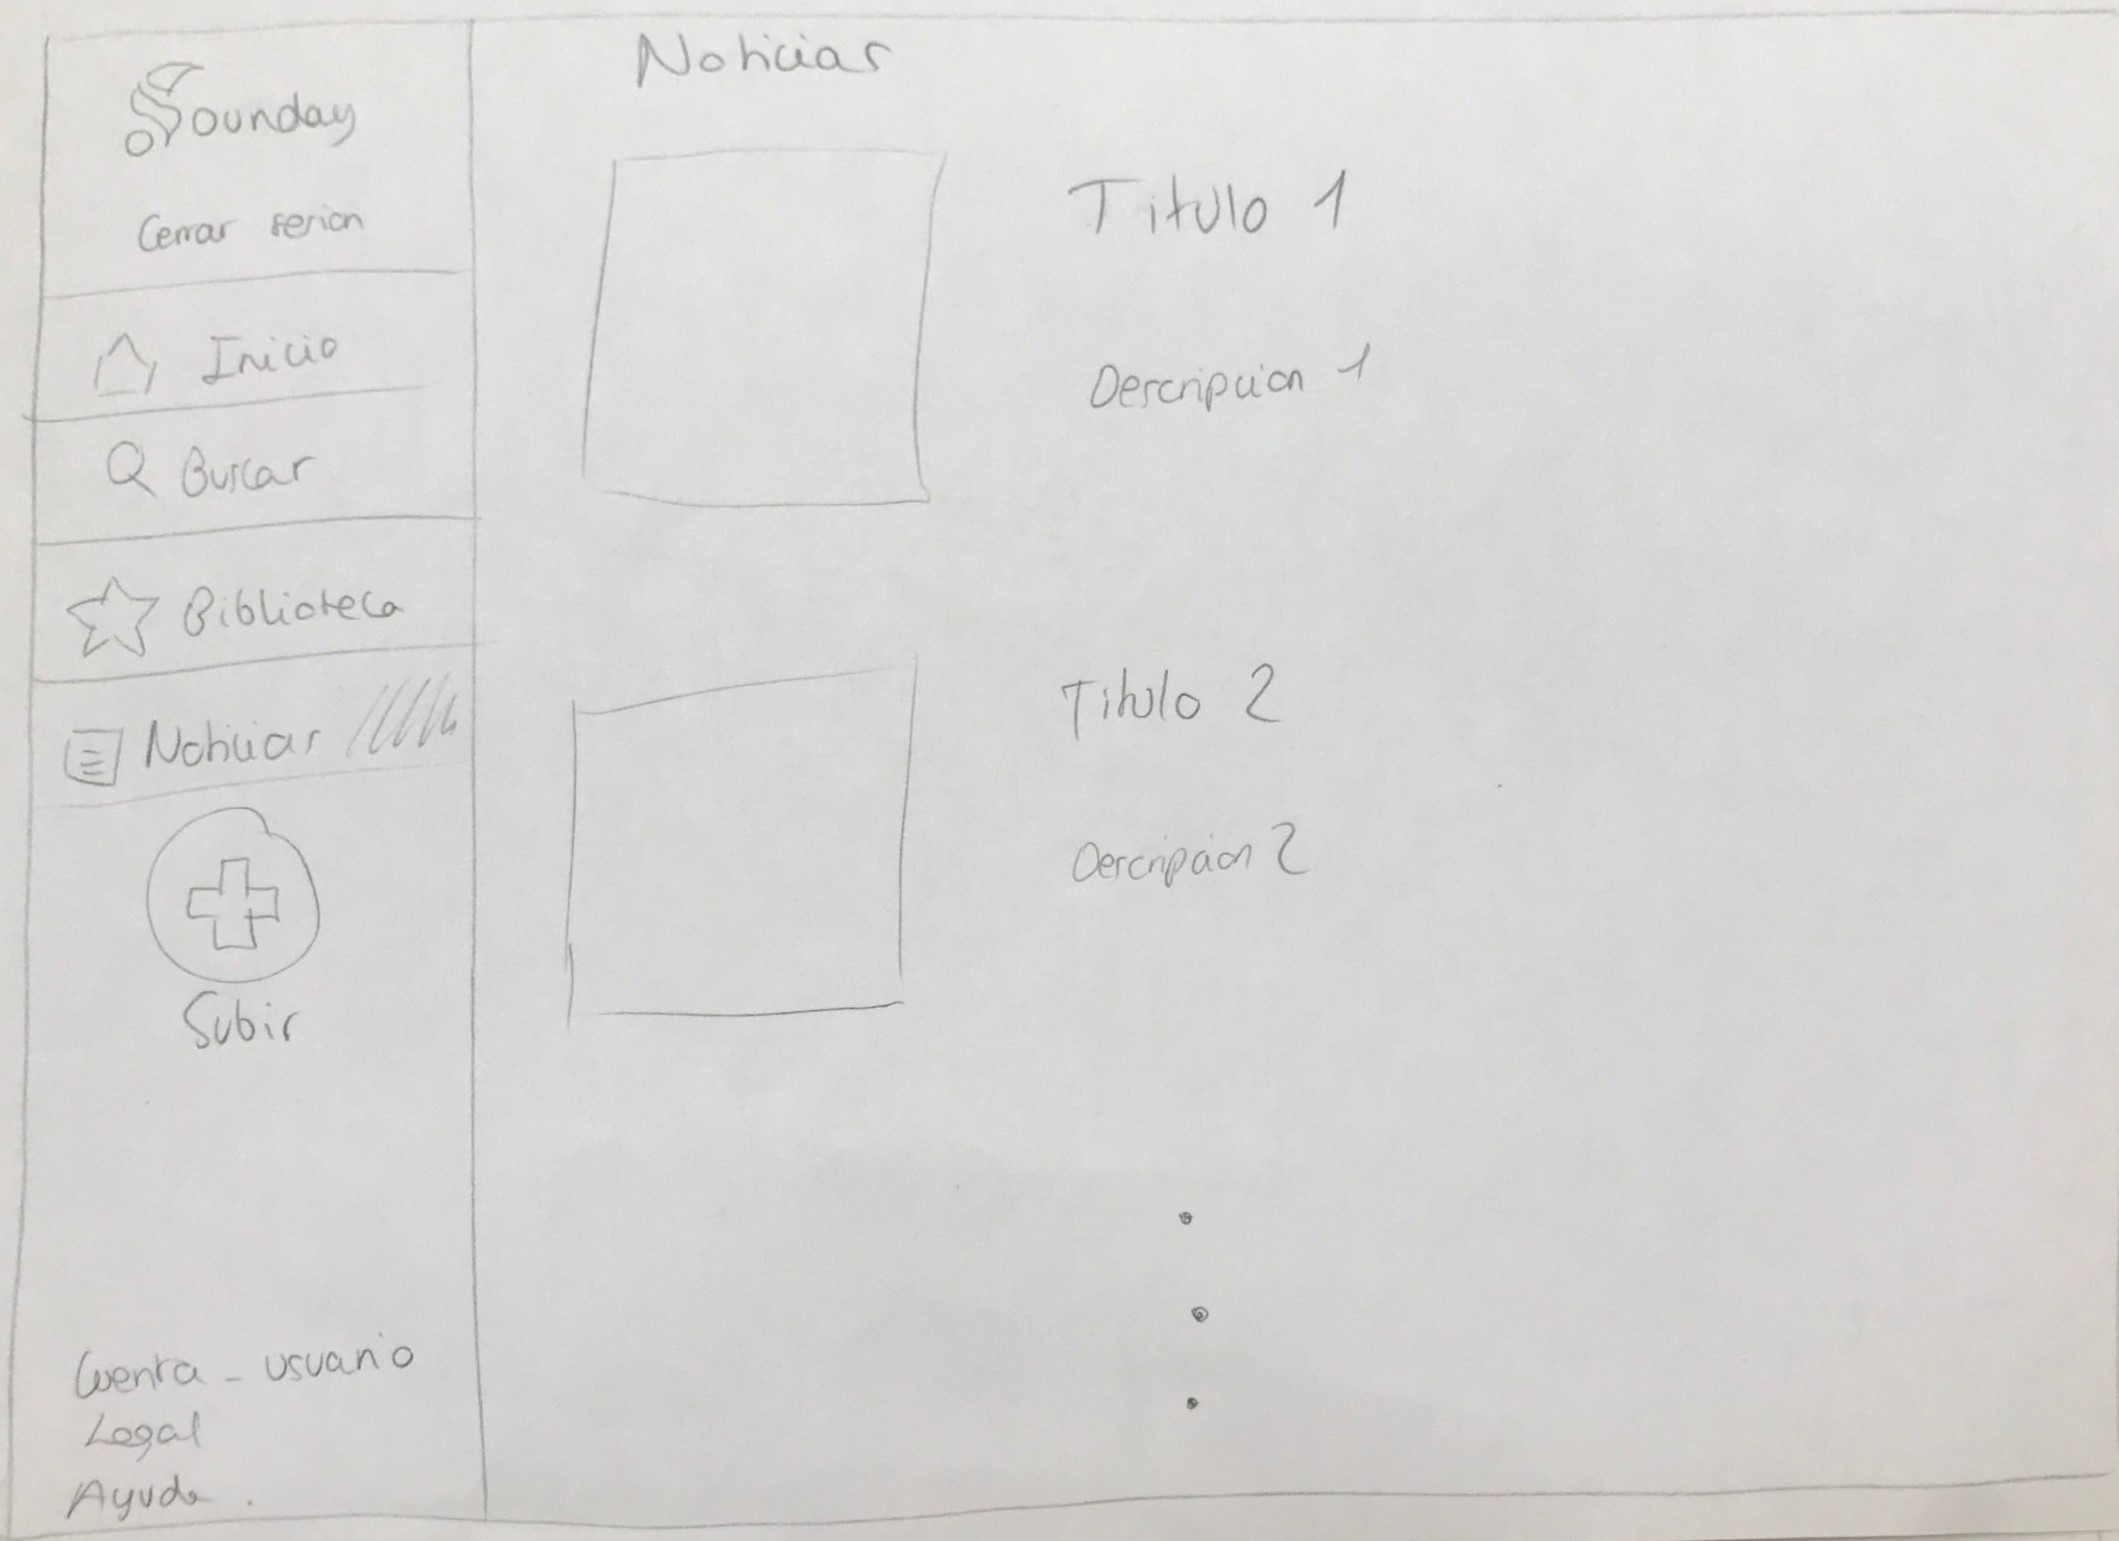 Sounday
Cerrar sesion
Inicio
Buscar
Biblioteca
Noticias
Subir
Cuenta - usuario
Legal
Ayuda.
Noticias
Titulo 1
Descripcion 1
Titulo 2
Descripcion 2